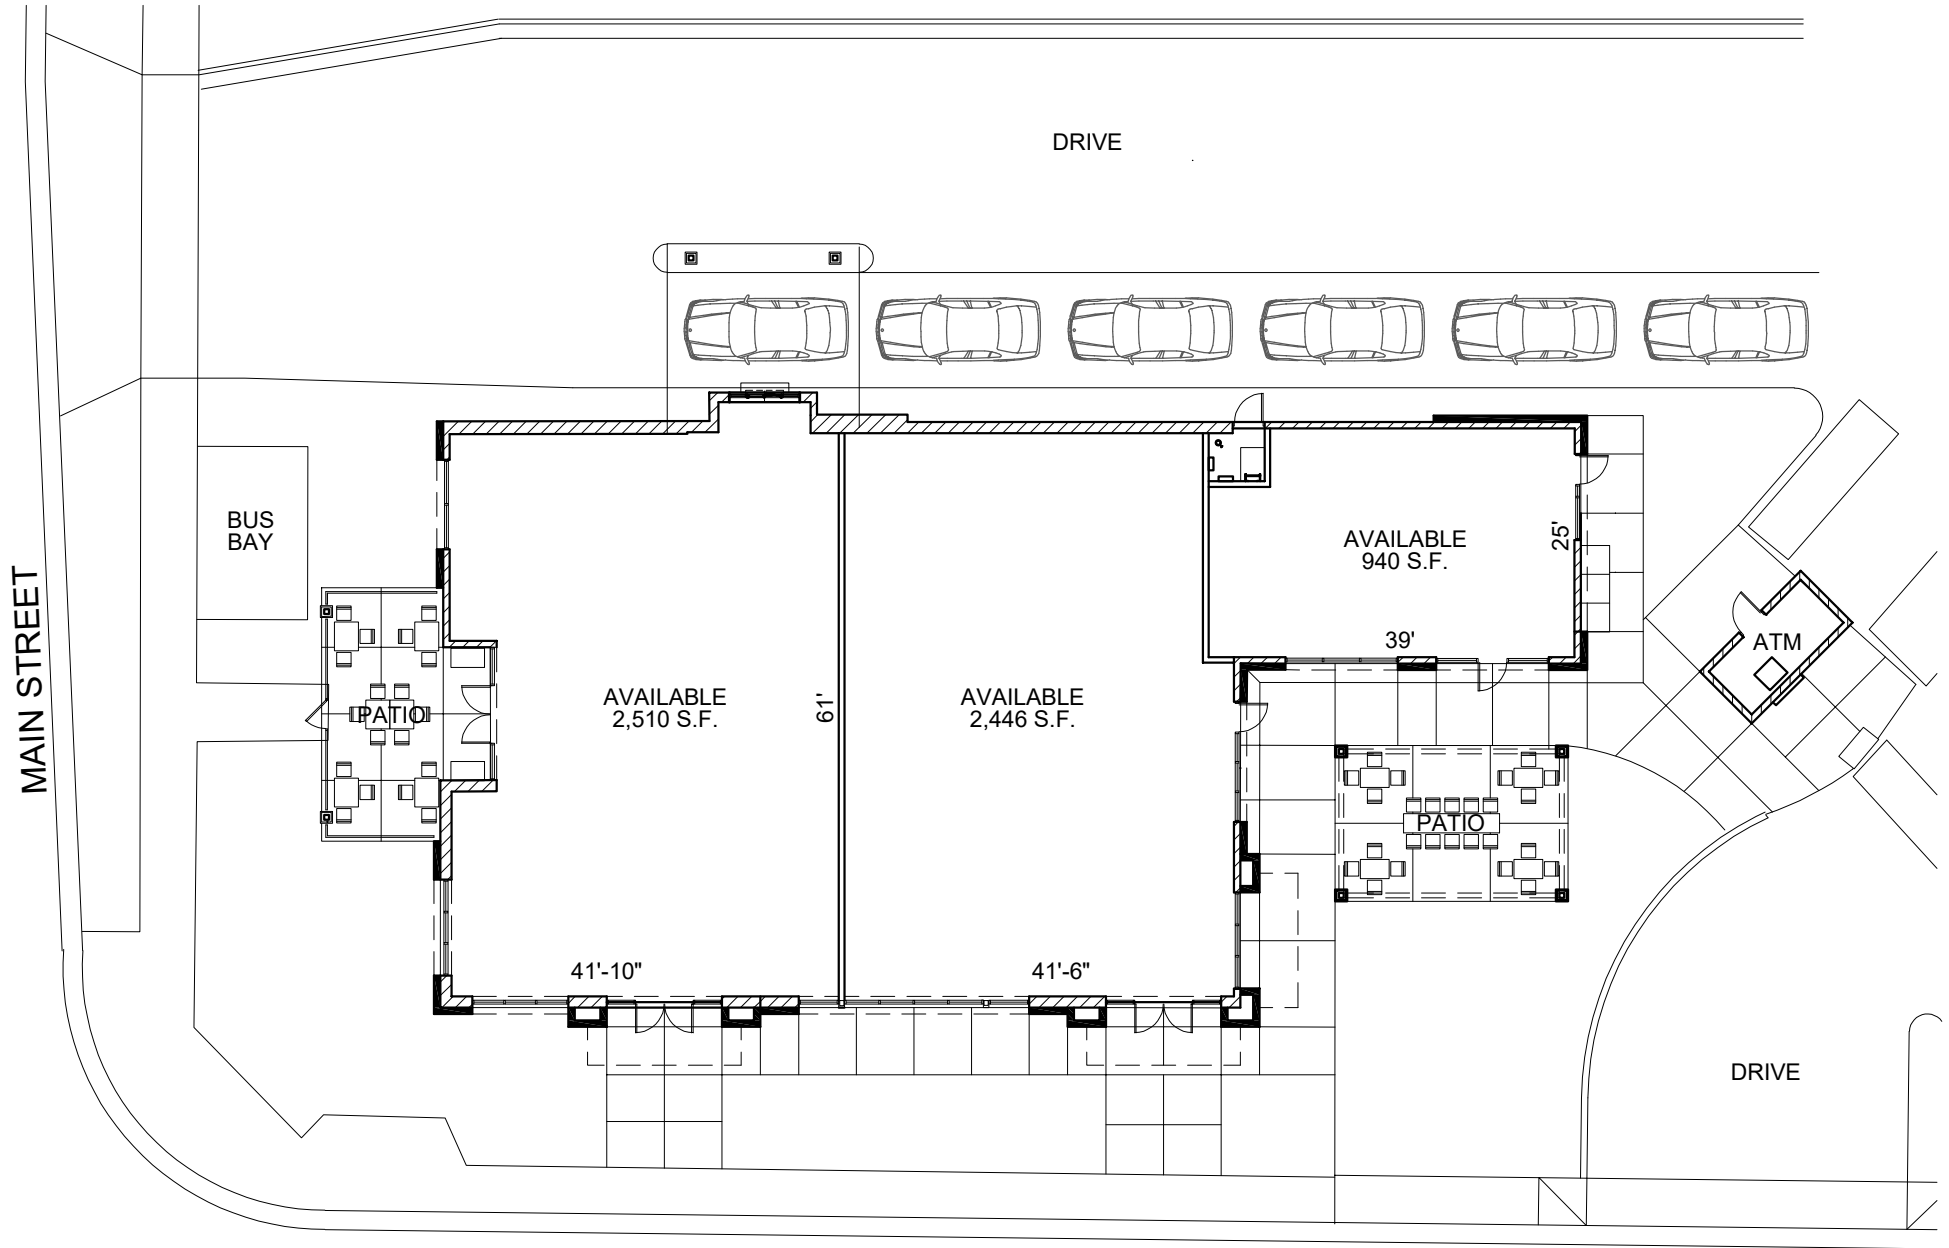 DRIVE
BUS
BAY
AVAILABLE
940 S.F.
25'
39'
ATM
MAIN STREET
PATIO
AVAILABLE
2,510 S.F.
61'
AVAILABLE
2,446 S.F.
PATIO
41'-10"
41'-6"
DRIVE